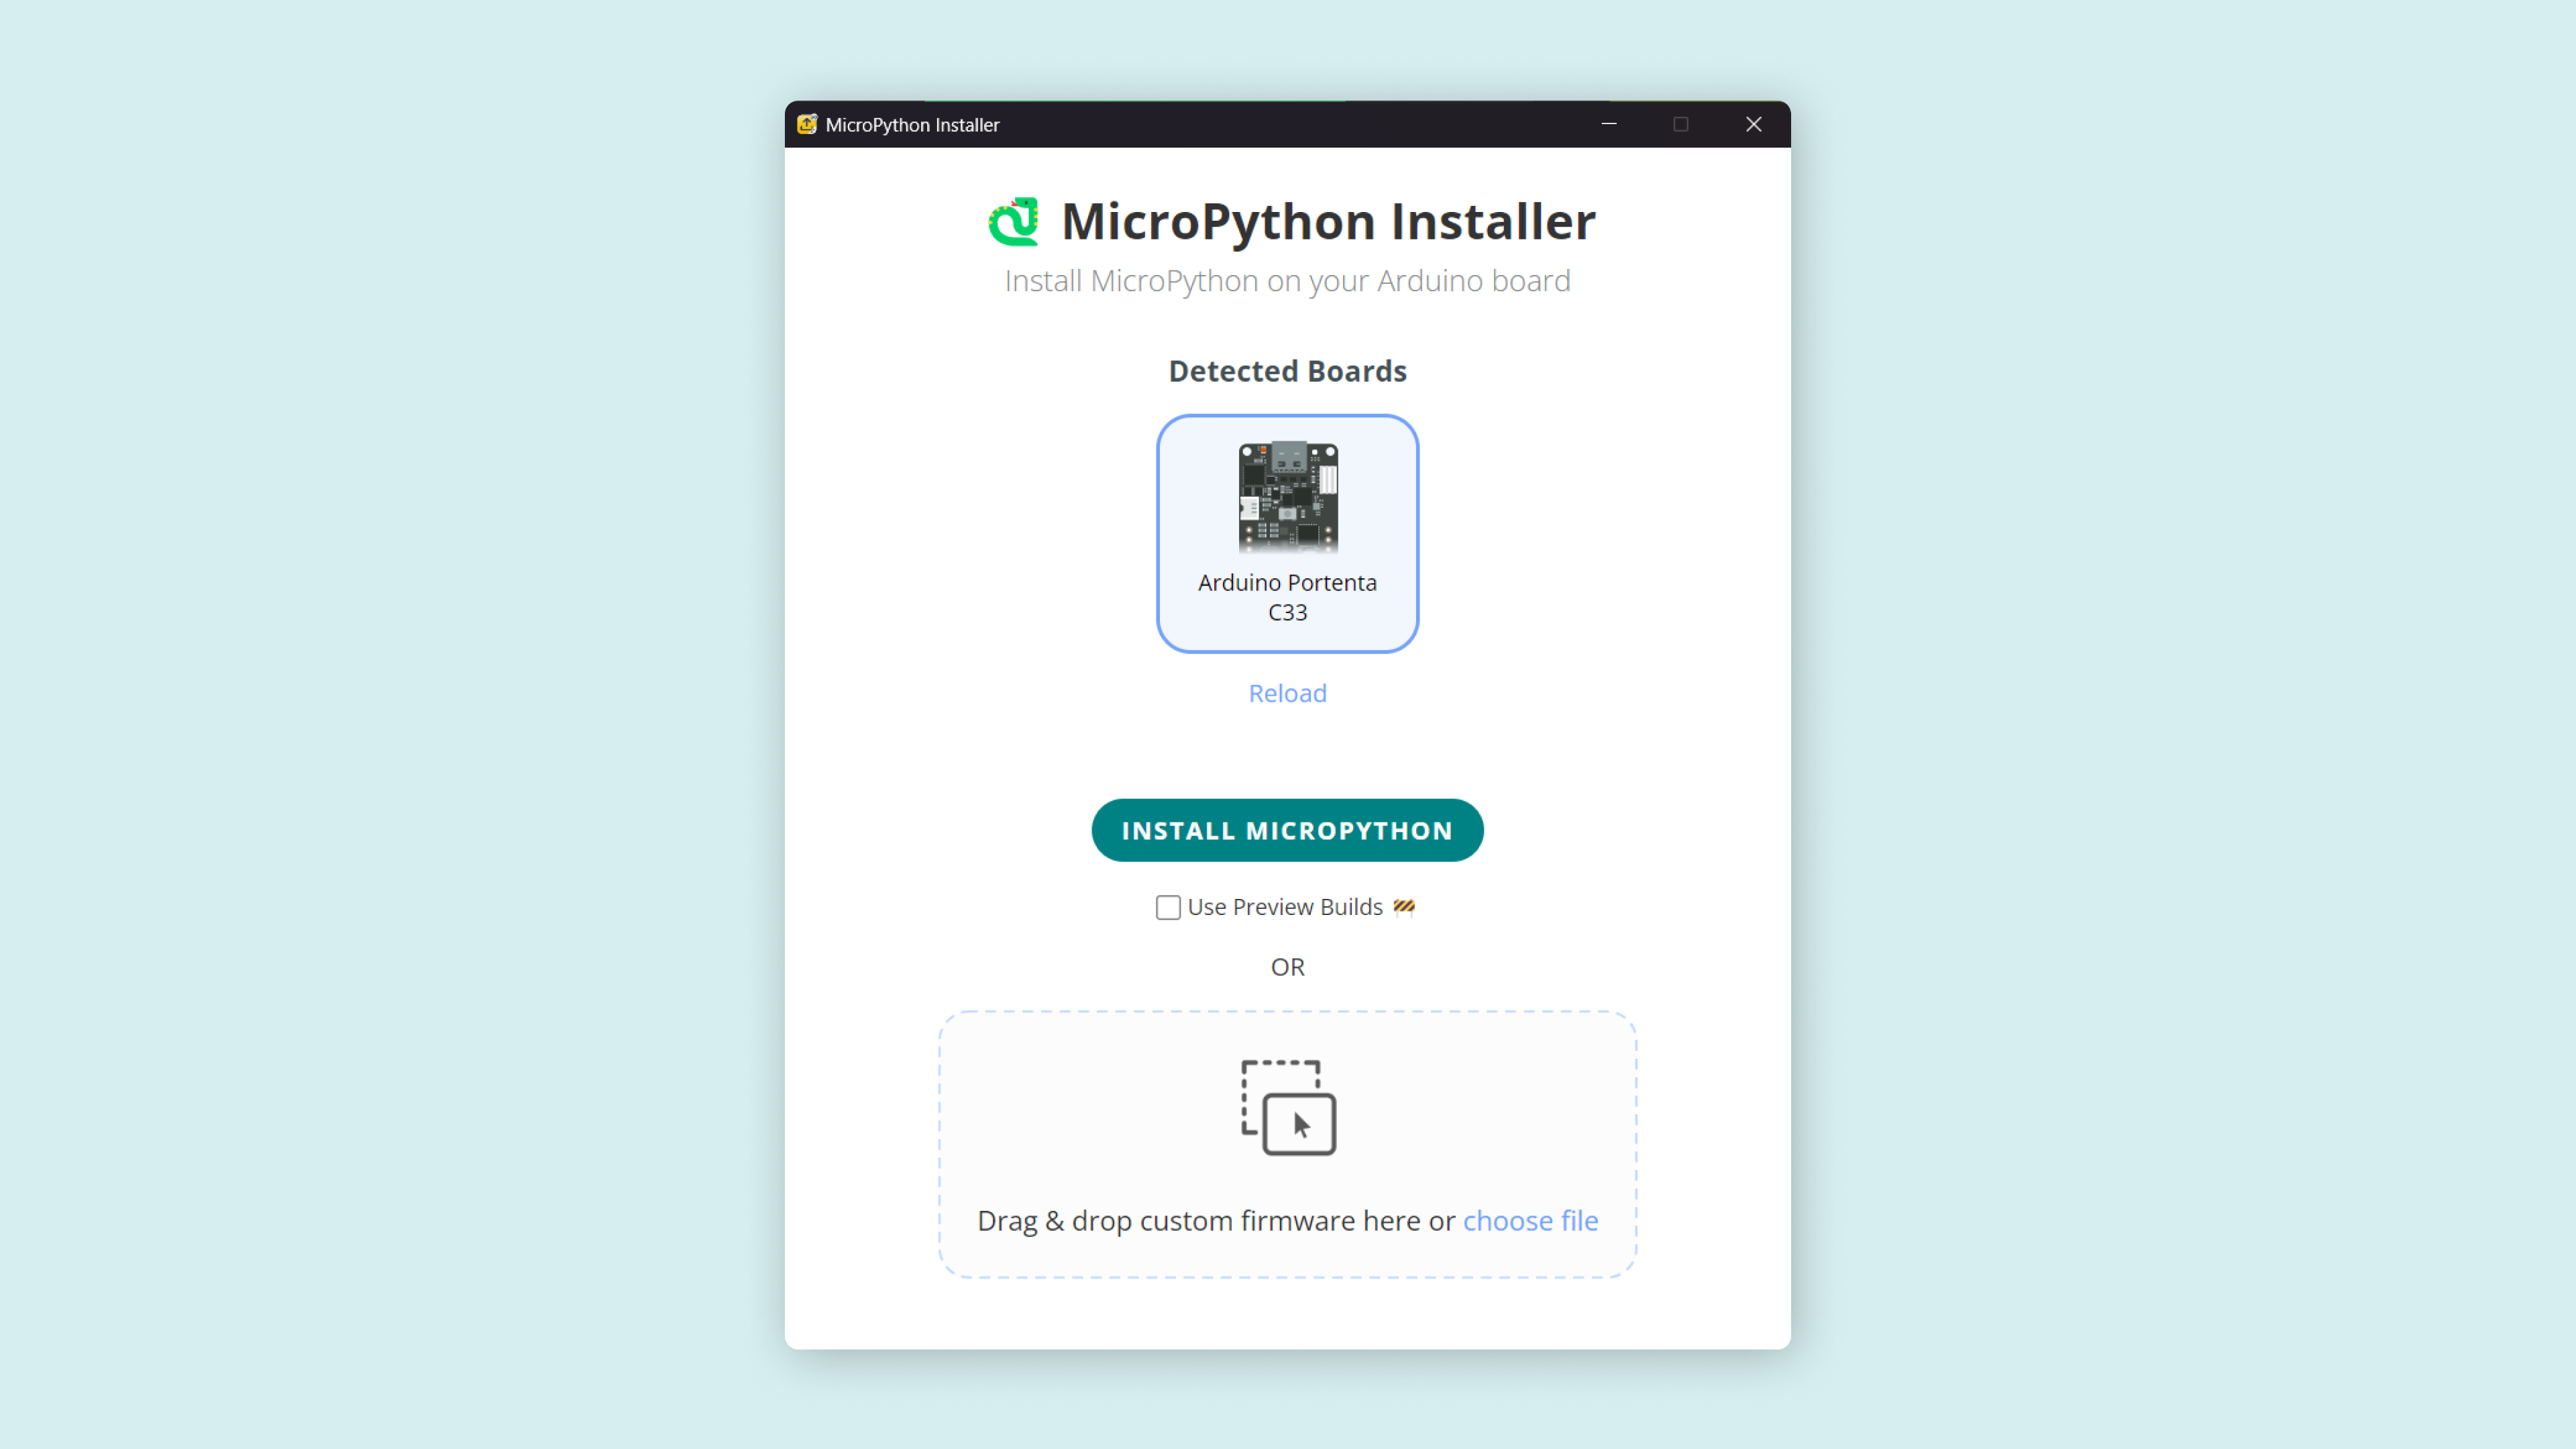 MicroPython Installer
MicroPython Installer
Install MicroPython on your Arduino board
Detected Boards
Arduino Portenta
C33
Reload
INSTALL MICROPYTHON
Use Preview Builds 🚧
OR
Drag & drop custom firmware here or choose file